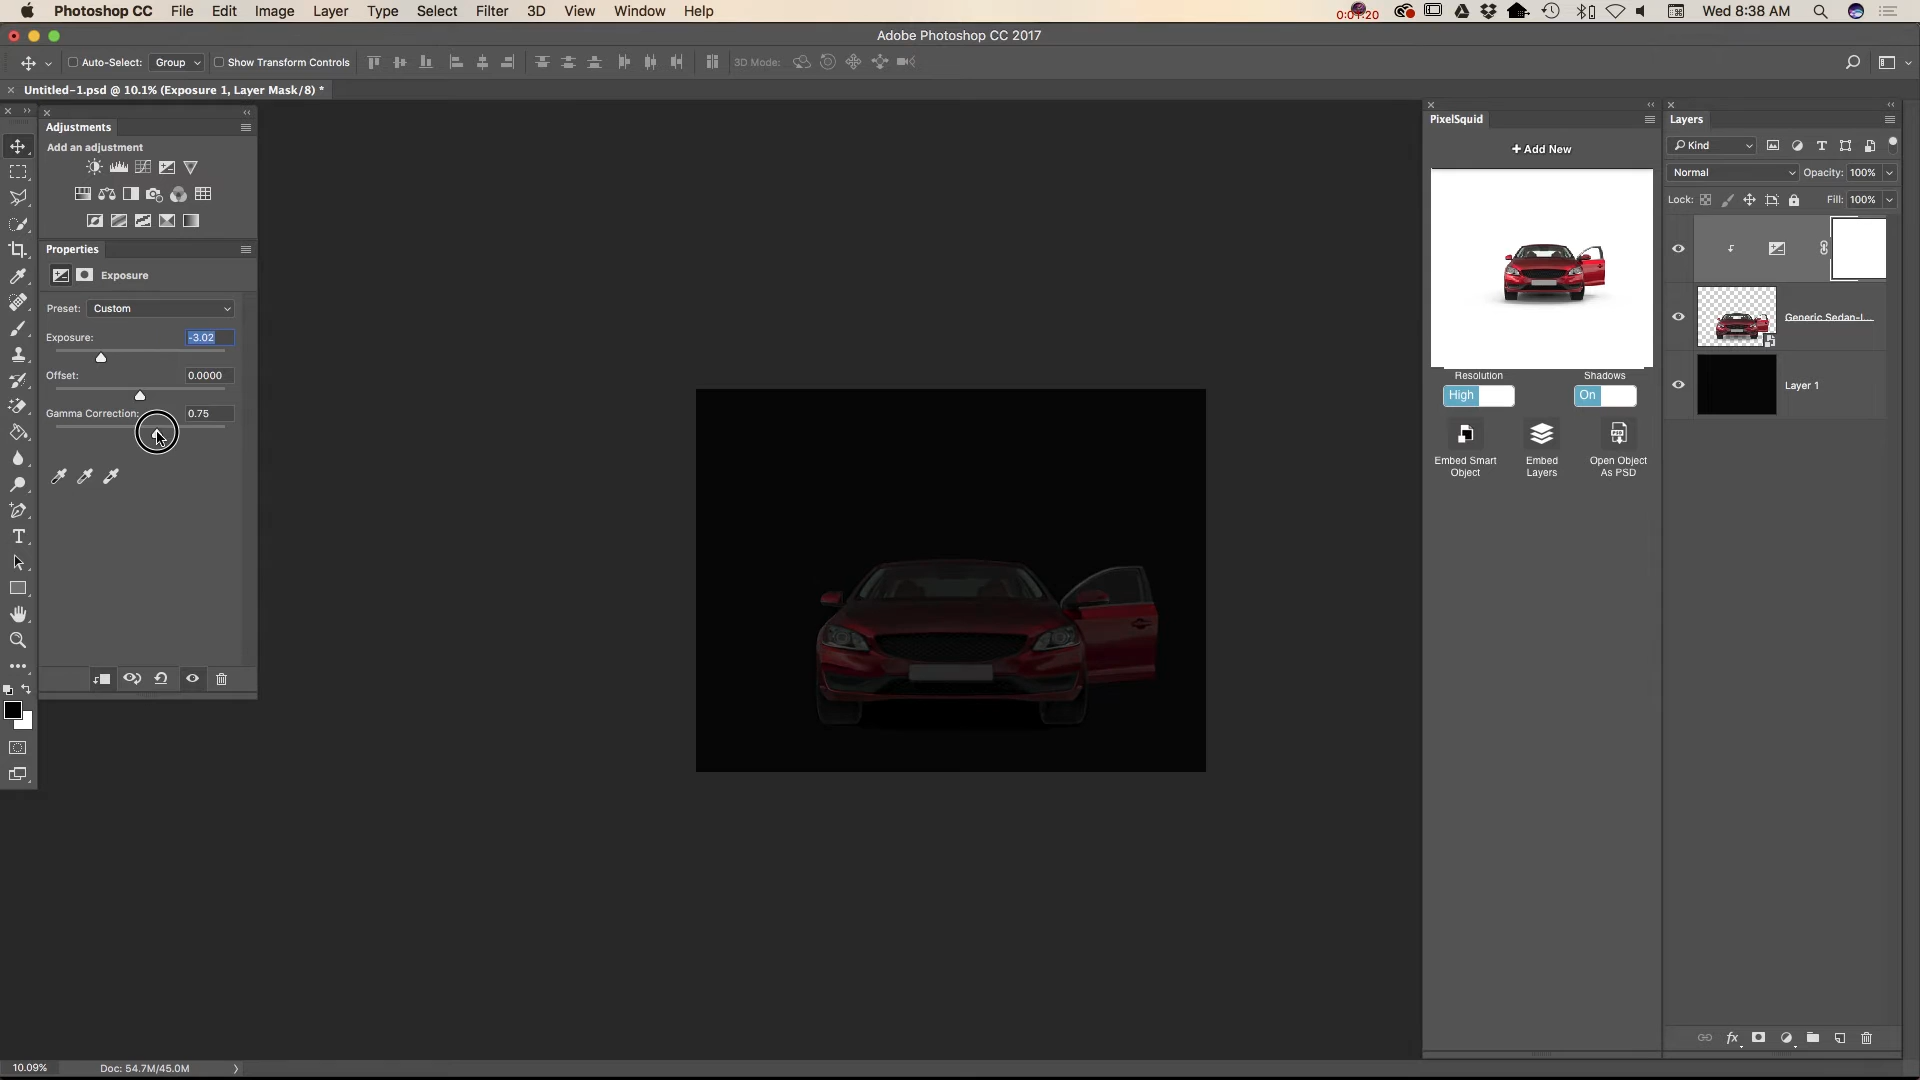 Photoshop CC File Edit Image Layer Type Select Filter 3D View Window Help 0:01:20 Wed 8:38 AM
Adobe Photoshop CC 2017
Auto-Select: Group Show Transform Controls 3D Mode:
Untitled-1.psd @ 10.1% (Exposure 1, Layer Mask/8) *
Adjustments
Add an adjustment
Properties
Exposure
Preset: Custom
Exposure: -3.02
Offset: 0.0000
Gamma Correction: 0.75
PixelSquid
+ Add New
Resolution Shadows
High On
Embed Smart Object
Embed Layers
Open Object As PSD
Layers
Kind
Normal Opacity: 100%
Lock: Fill: 100%
Generic Sedan-I...
Layer 1
10.09% Doc: 54.7M/45.0M